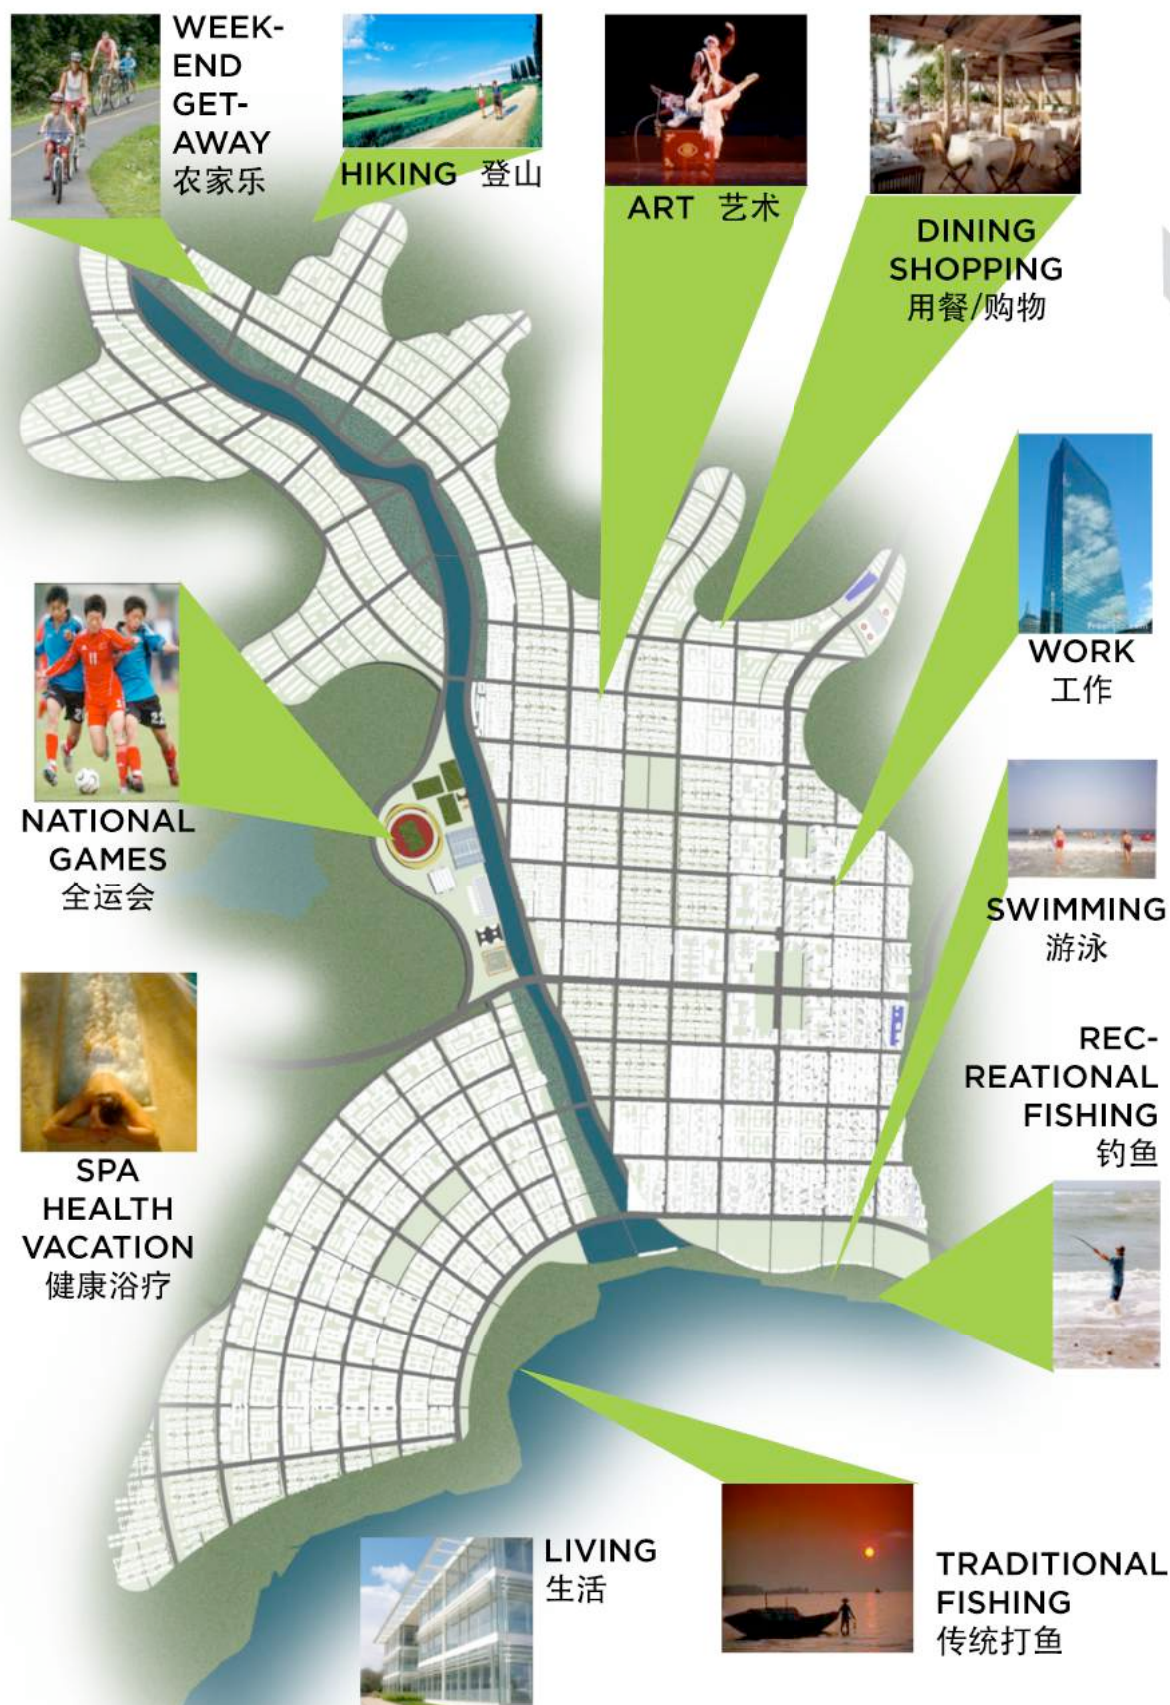 WEEK-
END
GET-
AWAY
农家乐
HIKING 登山
ART 艺术
DINING
SHOPPING
用餐/购物
WORK
工作
NATIONAL
GAMES
全运会
SWIMMING
游泳
REC-
REATIONAL
FISHING
钓鱼
SPA
HEALTH
VACATION
健康浴疗
LIVING
生活
TRADITIONAL
FISHING
传统打鱼